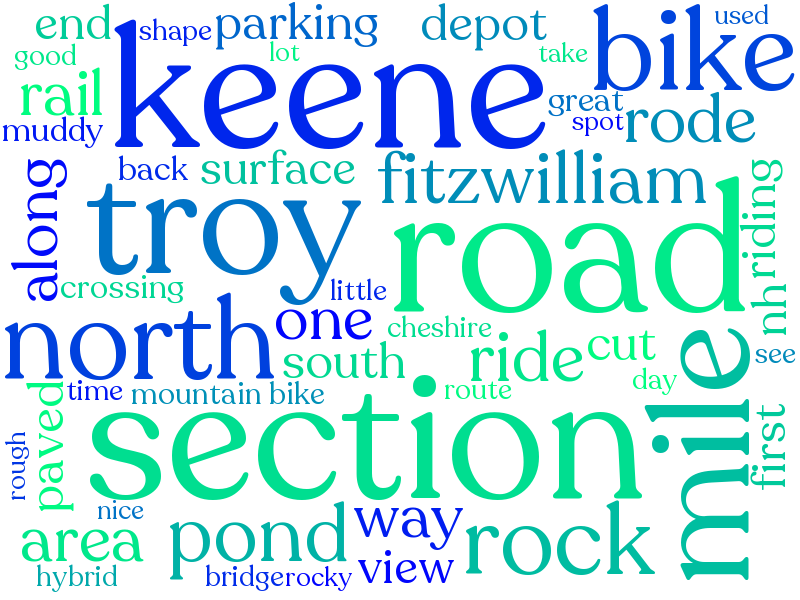 end
shape
parking
depot
used
good
lot
take
keene
bike
rail
great
muddy
spot
rode
back
surface
fitzwilliam
along
troy
road
riding
crossing
little
nh
north
one
cheshire
south
ride
cut
see
time
mountain bike
route
day
mile
paved
section
first
rough
nice
area
pond
way
rock
hybrid
bridge
rocky
view